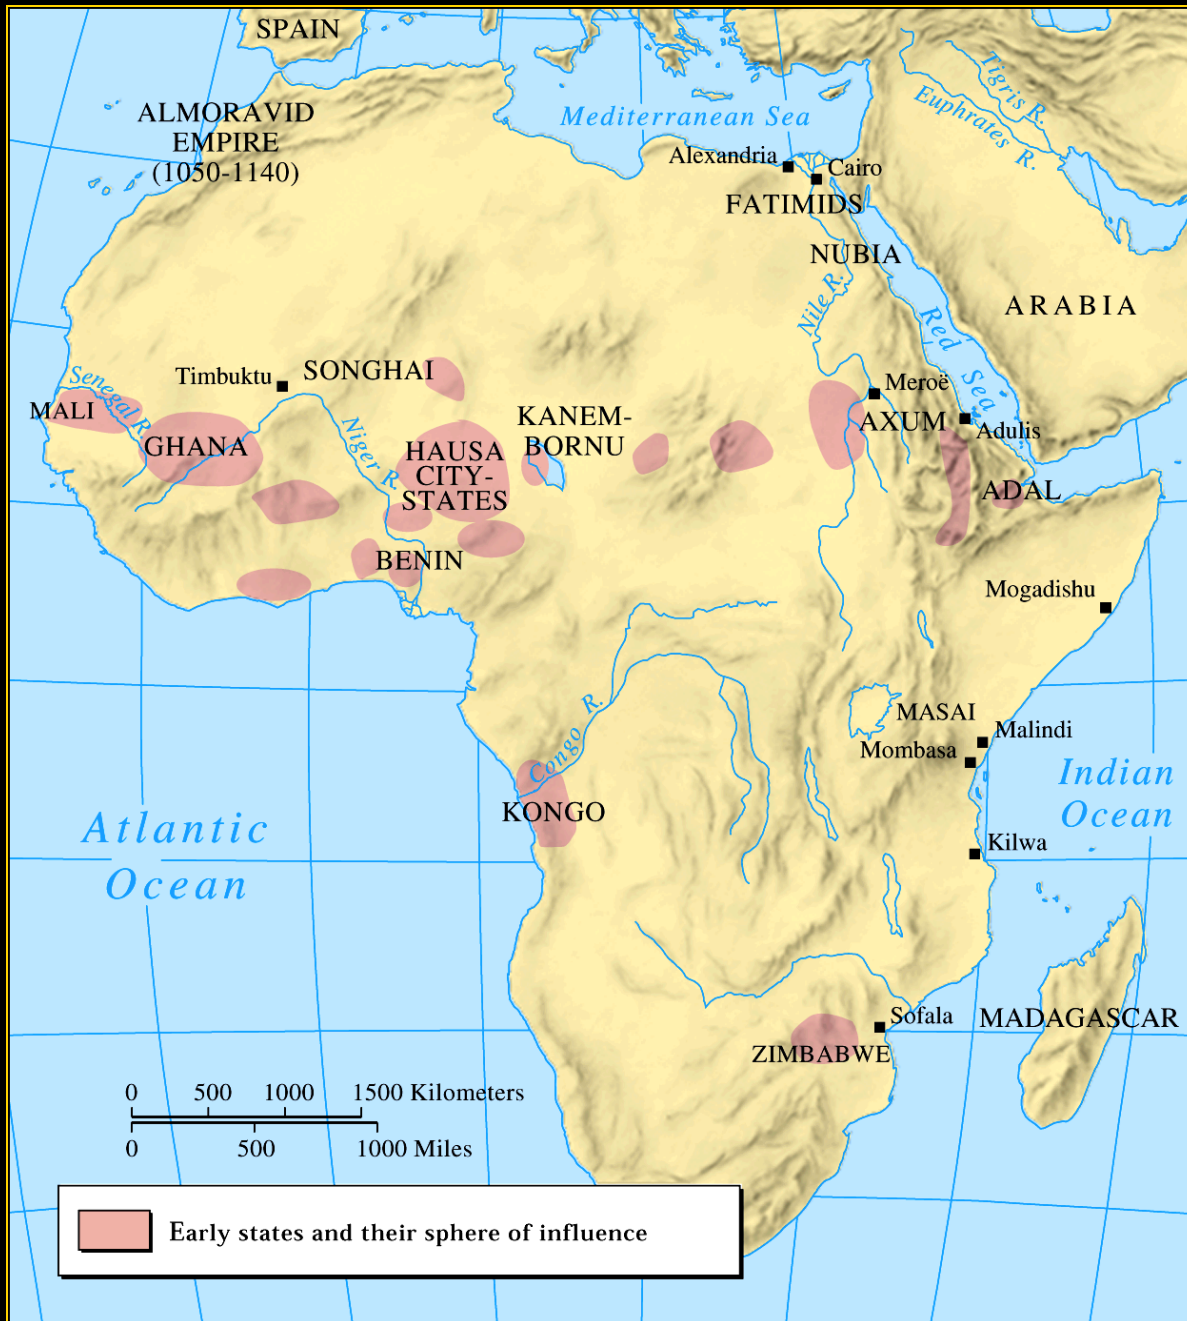 SPAIN
Tigris R.
ALMORAVID
EMPIRE
(1050-1140)
Mediterranean Sea
Euphrates R.
Alexandria
Cairo
FATIMIDS
NUBIA
Nile R.
Red Sea
ARABIA
Timbuktu
SONGHAI
Senegal R.
MALI
GHANA
Niger R.
HAUSA
CITY-
STATES
KANEM-
BORNU
Meroë
AXUM
Adulis
ADAL
BENIN
Mogadishu
MASAI
Malindi
Mombasa
Congo R.
KONGO
Indian
Ocean
Atlantic
Ocean
Kilwa
Sofala
MADAGASCAR
ZIMBABWE
0 500 1000 1500 Kilometers
0 500 1000 Miles
Early states and their sphere of influence